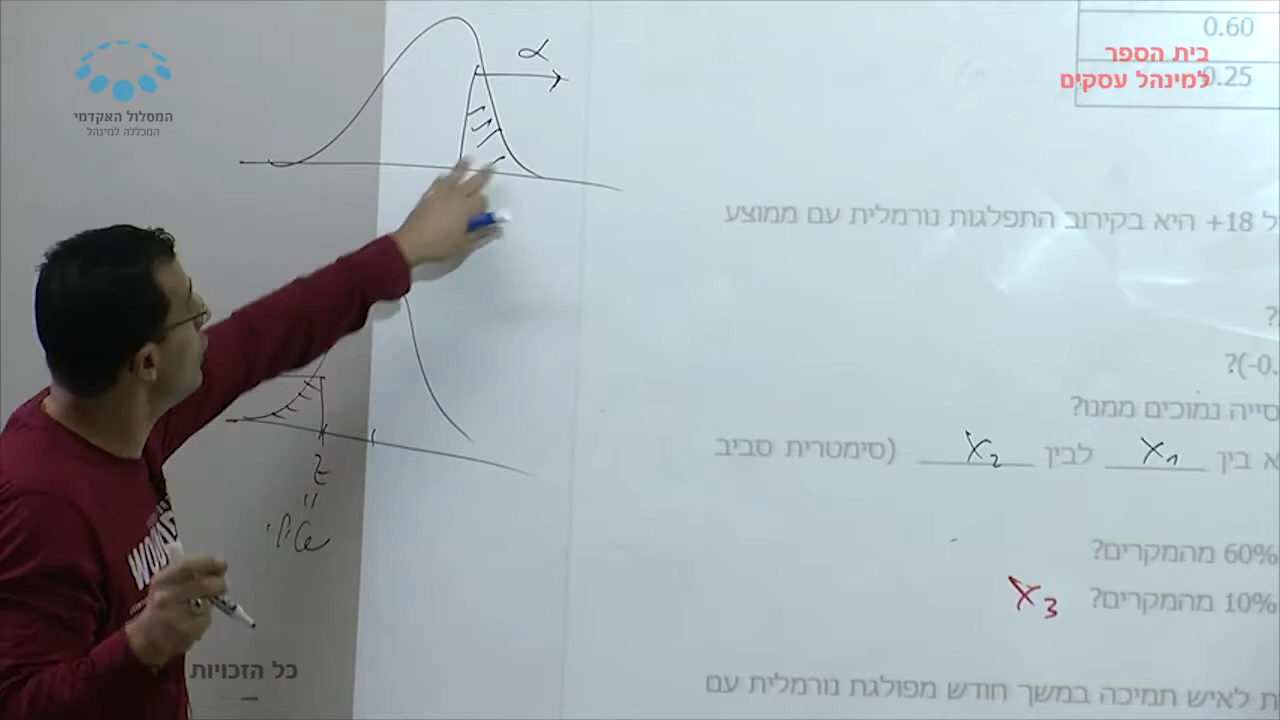 המסלול האקדמי
המכללה למינהל
בית הספר
למינהל עסקים
0.60
0.25
α
18+ היא בקירוב התפלגות נורמלית עם ממוצע
?
(-0.?
סייה נמוכים ממנו?
א בין X₁ לבין X₂ (סימטרית סביב
60% מהמקרים?
10% מהמקרים? X₃
ת לאיש תמיכה במשך חודש מפולגת נורמלית עם
Z
"
WOOD
כל הזכויות